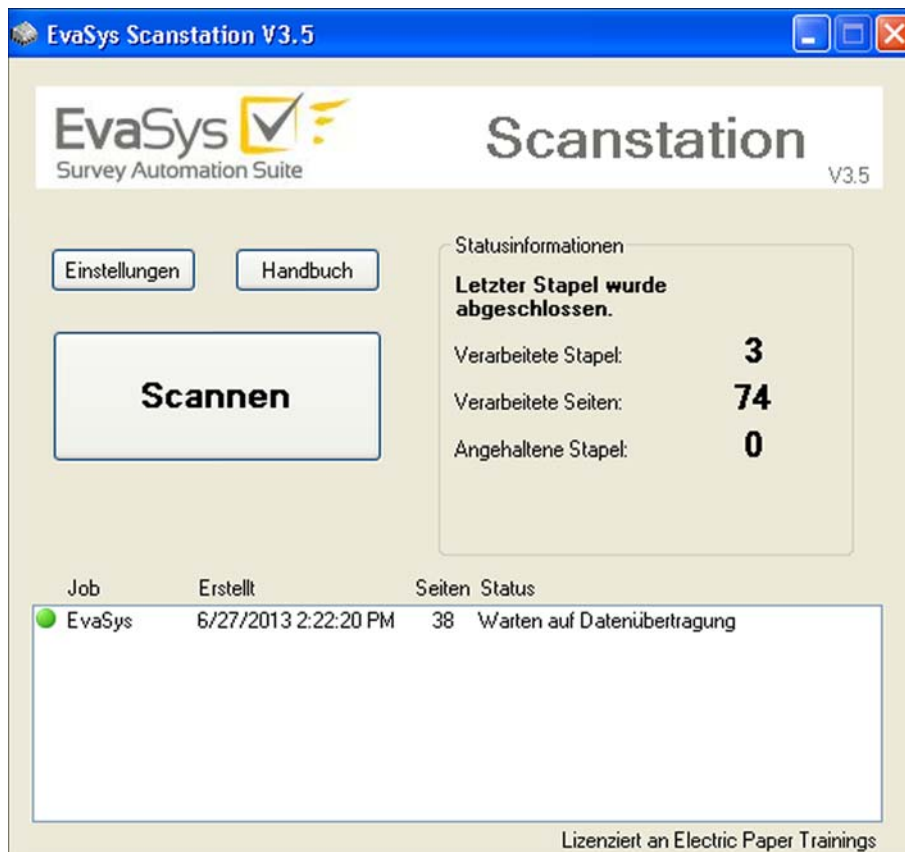 EvaSys Scanstation V3.5
EvaSys
Survey Automation Suite
Scanstation
V3.5
Einstellungen
Handbuch
Scannen
Statusinformationen
Letzter Stapel wurde
abgeschlossen.
Verarbeitete Stapel: 3
Verarbeitete Seiten: 74
Angehaltene Stapel: 0
Job Erstellt Seiten Status
EvaSys 6/27/2013 2:22:20 PM 38 Warten auf Datenübertragung
Lizenziert an Electric Paper Trainings